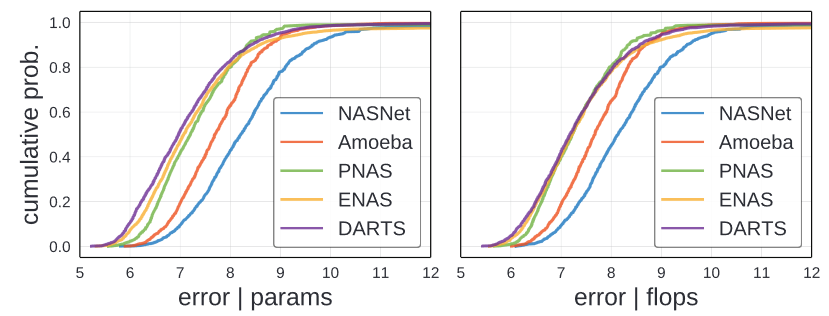 cumulative prob.
1.0
0.8
0.6
0.4
0.2
0.0
NASNet
Amoeba
PNAS
ENAS
DARTS
5 6 7 8 9 10 11 12
error | params
NASNet
Amoeba
PNAS
ENAS
DARTS
5 6 7 8 9 10 11 12
error | flops